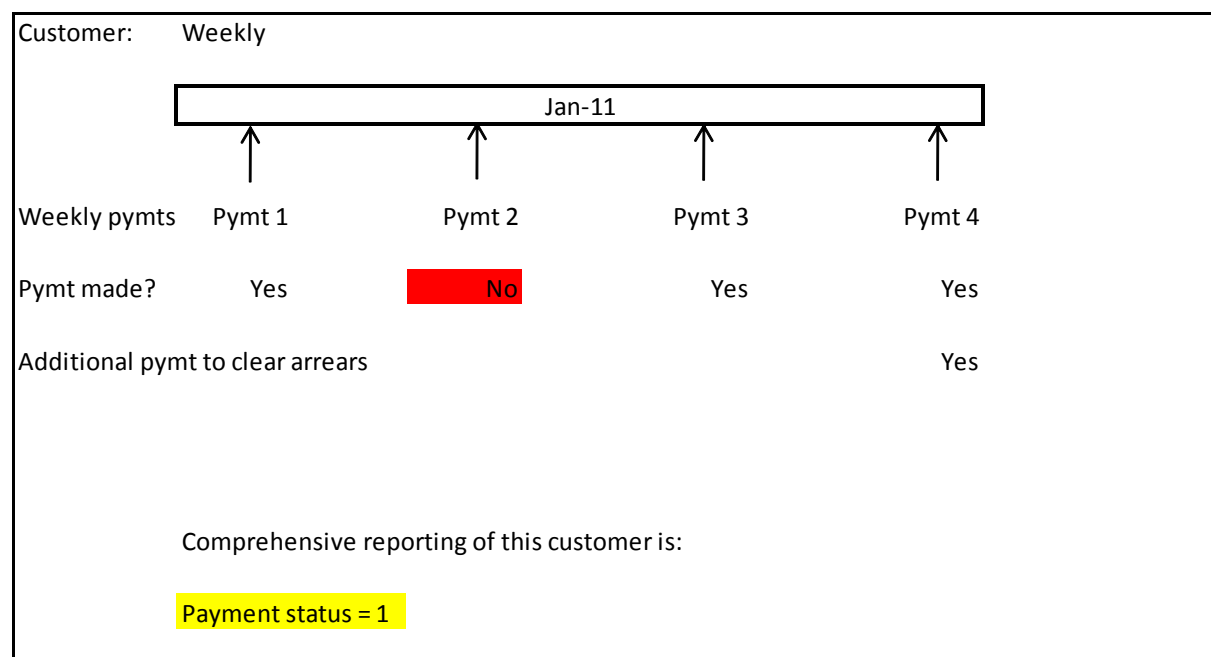 Customer: Weekly
Jan-11
Weekly pymts Pymt 1 Pymt 2 Pymt 3 Pymt 4
Pymt made? Yes No Yes Yes
Additional pymt to clear arrears Yes
Comprehensive reporting of this customer is:
Payment status = 1